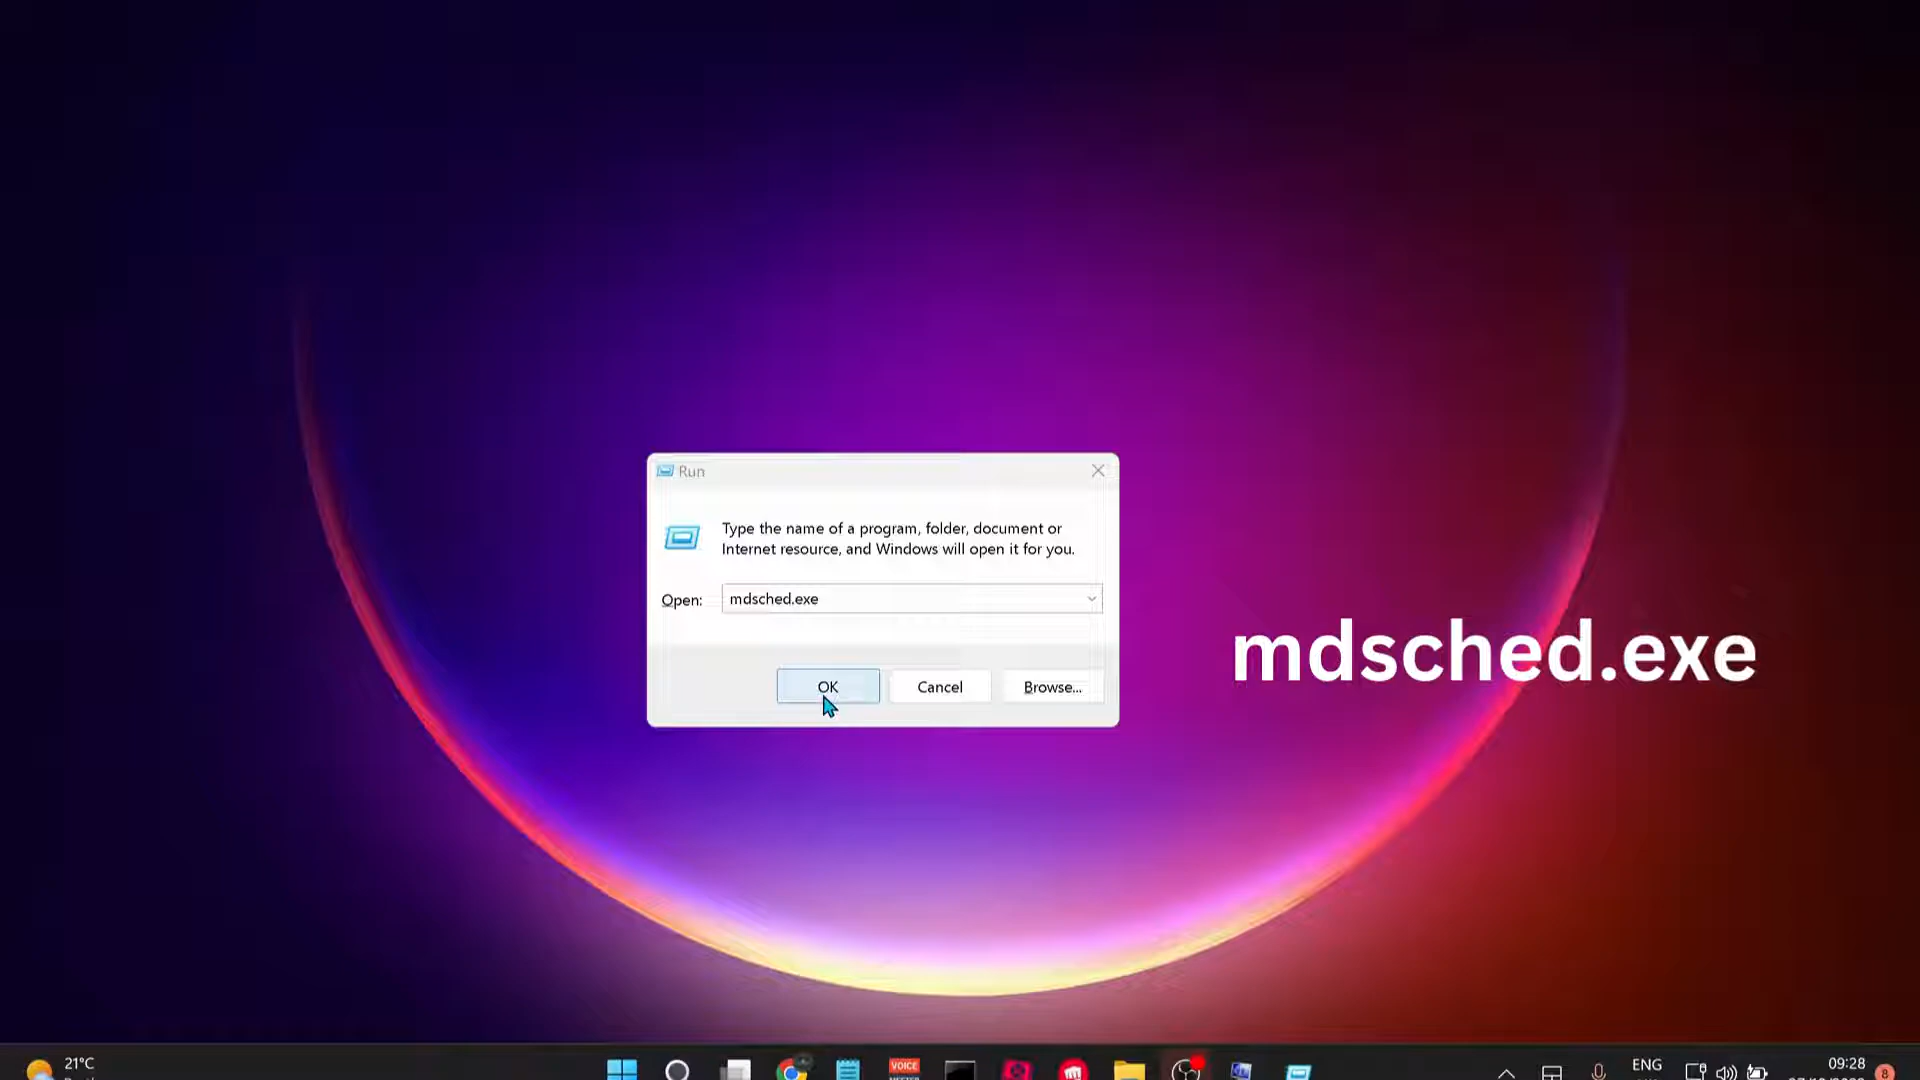 Run
Type the name of a program, folder, document or
Internet resource, and Windows will open it for you.
Open:
mdsched.exe
OK
Cancel
Browse...
mdsched.exe
21°C
VOICE
ENG
09:28
8